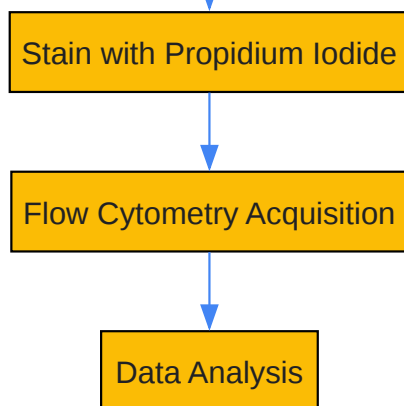 Stain with Propidium Iodide
Flow Cytometry Acquisition
Data Analysis